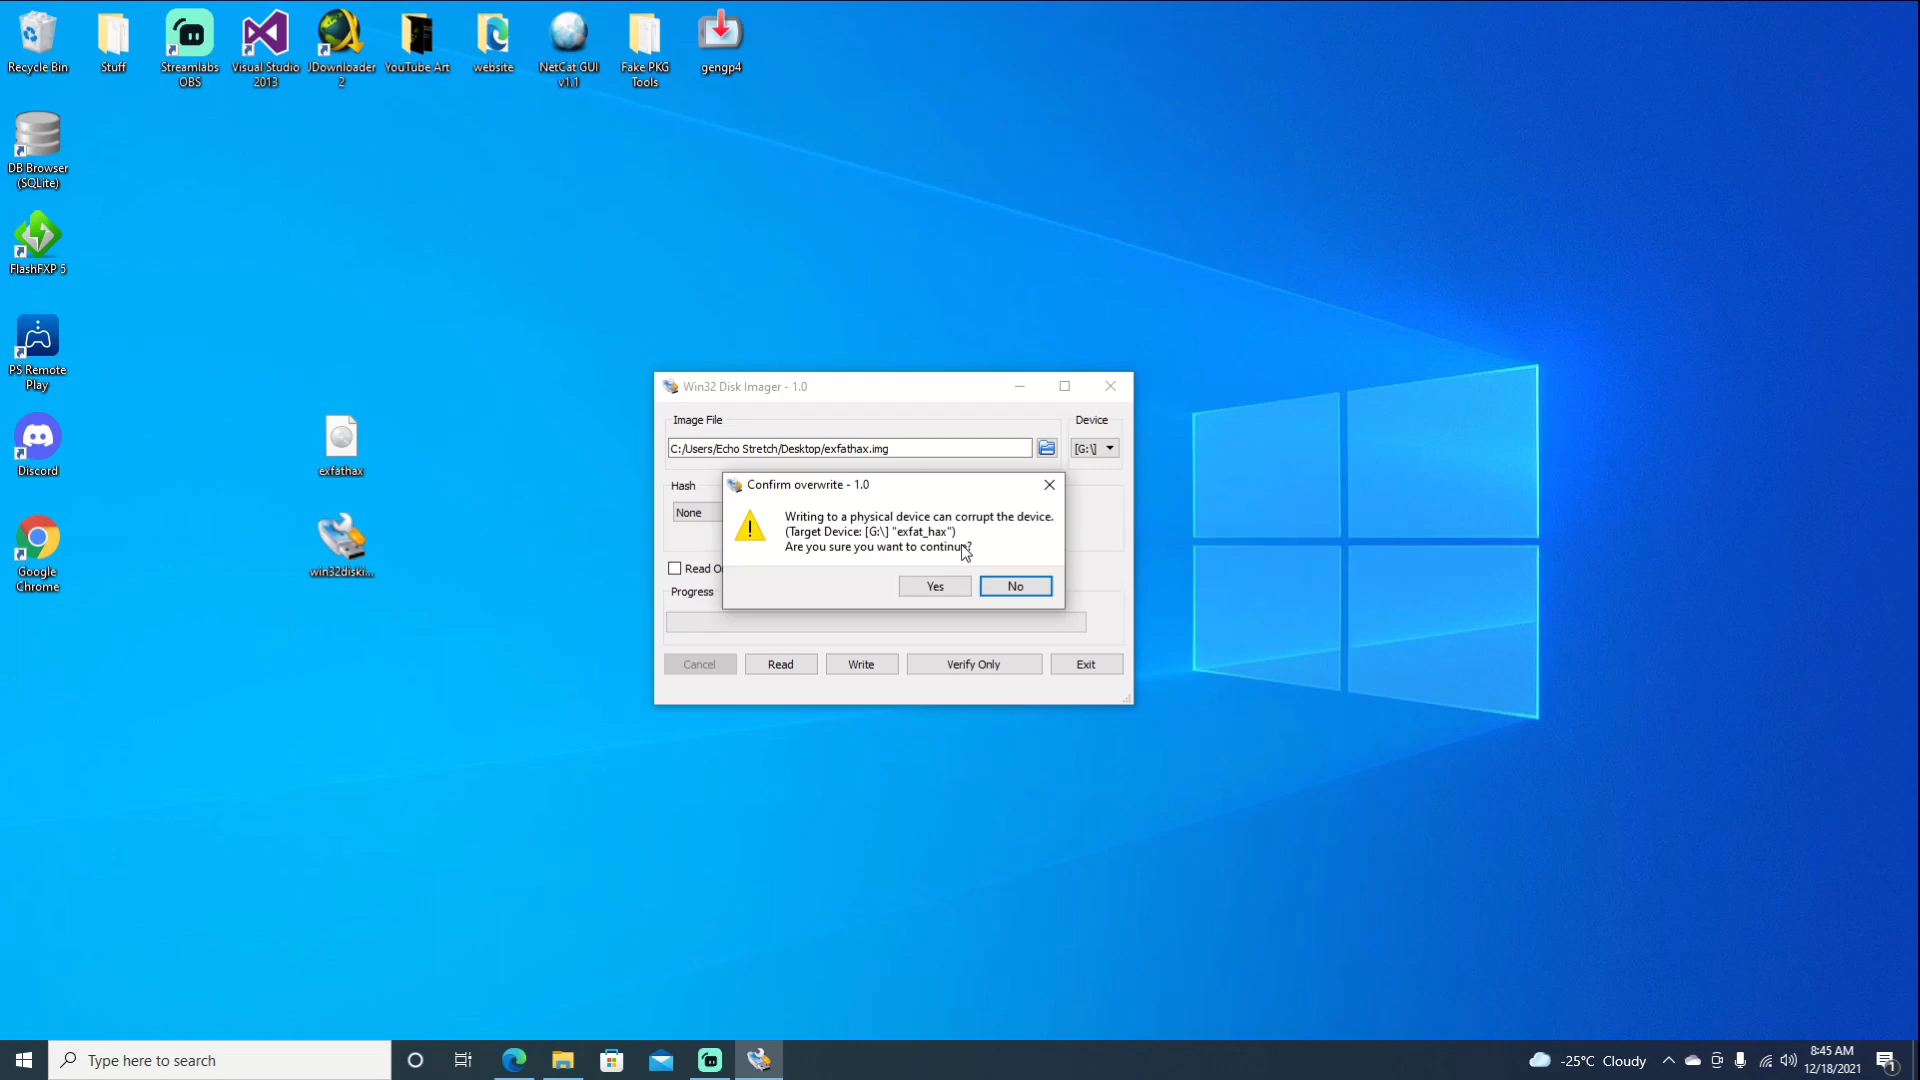 Recycle Bin
Stuff
Streamlabs
OBS
Visual Studio
2013
JDownloader
2
YouTube Art
website
NetCat GUI
v1.1
Fake PKG
Tools
gengp4
DB Browser
(SQLite)
FlashFXP 5
PS Remote
Play
Discord
Google
Chrome
exfathax
win32diski...
Win32 Disk Imager - 1.0
Image File
Device
C:/Users/Echo Stretch/Desktop/exfathax.img
[G:\]
Hash
None
Confirm overwrite - 1.0
Writing to a physical device can corrupt the device.
(Target Device: [G:\] "exfat_hax")
Are you sure you want to continue?
Yes
No
Read O
Progress
Cancel
Read
Write
Verify Only
Exit
Type here to search
-25°C Cloudy
8:45 AM
12/18/2021
1